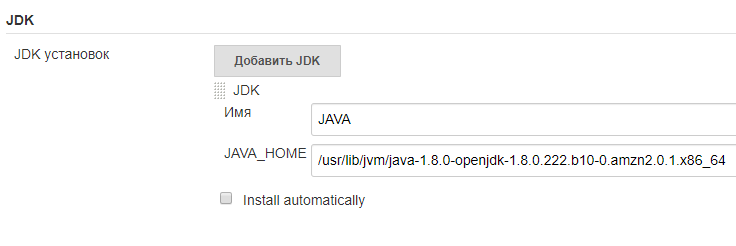 JDK
JDK установок
Добавить JDK
JDK
Имя
JAVA
JAVA_HOME
/usr/lib/jvm/java-1.8.0-openjdk-1.8.0.222.b10-0.amzn2.0.1.x86_64
Install automatically